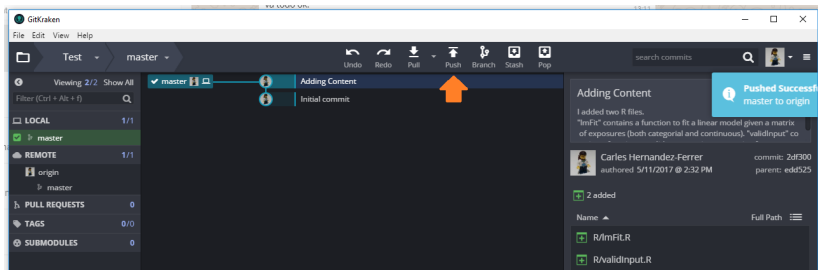 GitKraken
File Edit View Help
Test
master
Undo Redo Pull Push Branch Stash Pop
search commits
Viewing 2/2 Show All
Filter (Ctrl + Alt + f)
LOCAL 1/1
master
REMOTE 1/1
origin
master
PULL REQUESTS 0
TAGS 0/0
SUBMODULES 0
master
Adding Content
Initial commit
Pushed Successf
master to origin
Adding Content
I added two R files.
"lmFit" contains a function to fit a linear model given a matrix
of exposures (both categorial and continuous). "validInput" co
Carles Hernandez-Ferrer
commit: 2df300
authored 5/11/2017 @ 2:32 PM
parent: edd525
2 added
Name
Full Path
R/lmFit.R
R/validInput.R